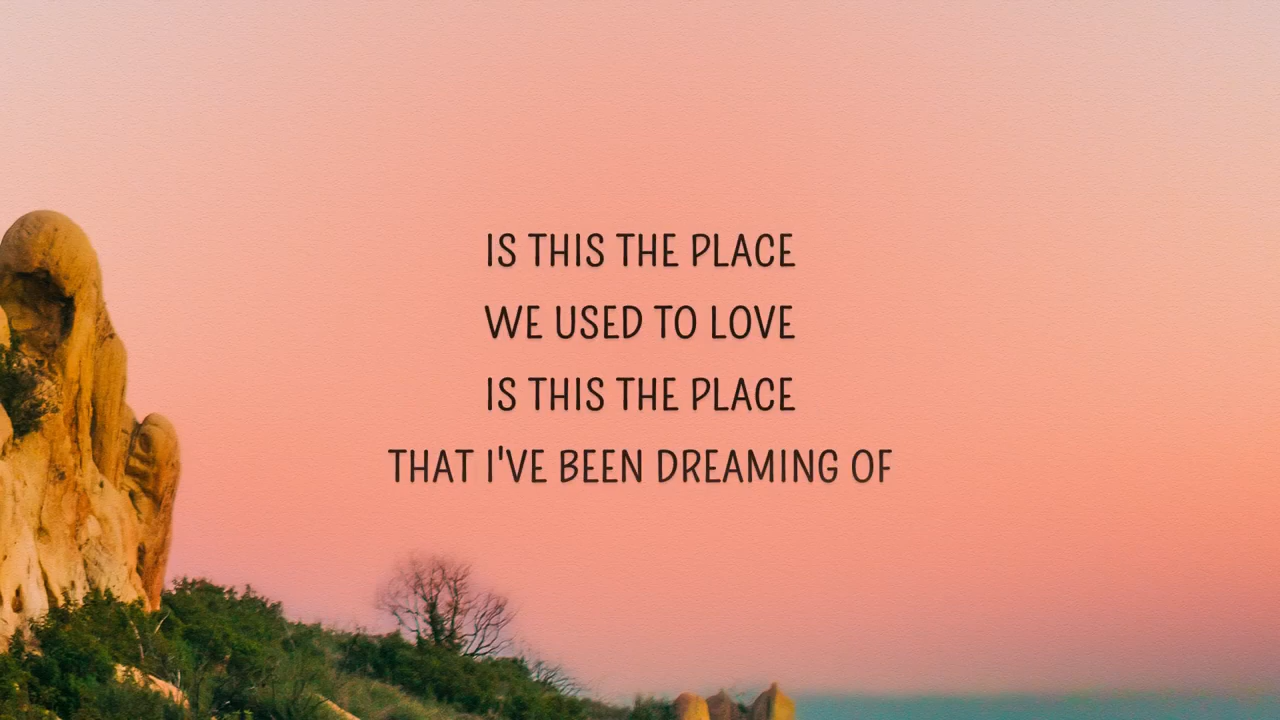 IS THIS THE PLACE
WE USED TO LOVE
IS THIS THE PLACE
THAT I'VE BEEN DREAMING OF